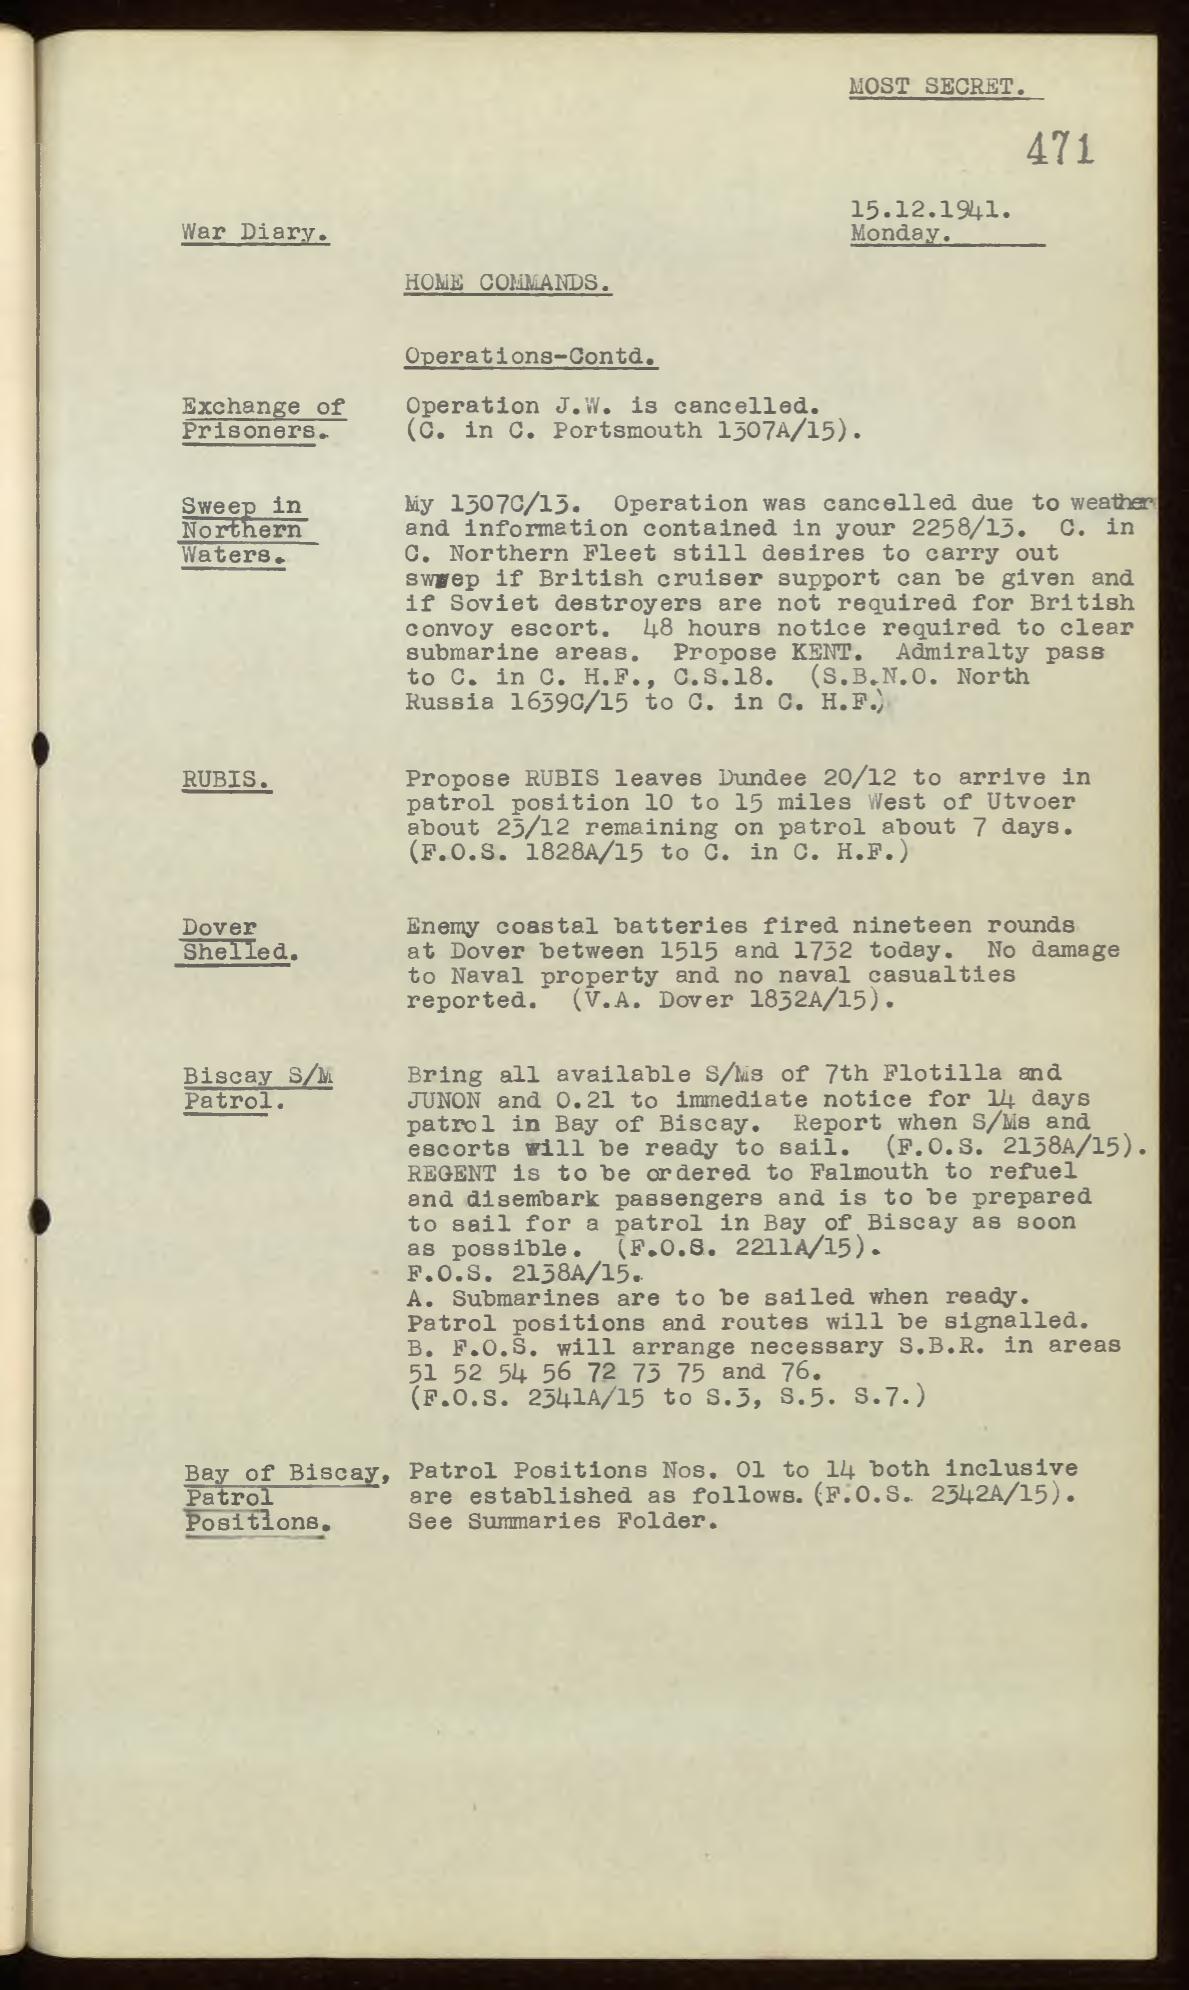 MOST SECRET.
471
15.12.1941.
War Diary. Monday.
HOME COMMANDS.
Operations-Contd.
Exchange of Operation J.W. is cancelled.
Prisoners. (C. in C. Portsmouth 1307A/15).
Sweep in My 1307C/13. Operation was cancelled due to weather
Northern and information contained in your 2258/13. C. in
Waters. C. Northern Fleet still desires to carry out
sweep if British cruiser support can be given and
if Soviet destroyers are not required for British
convoy escort. 48 hours notice required to clear
submarine areas. Propose KENT. Admiralty pass
to C. in C. H.F., C.S.18. (S.B.N.O. North
Russia 1639C/15 to C. in C. H.F.)
RUBIS. Propose RUBIS leaves Dundee 20/12 to arrive in
patrol position 10 to 15 miles West of Utvoer
about 23/12 remaining on patrol about 7 days.
(F.O.S. 1828A/15 to C. in C. H.F.)
Dover Enemy coastal batteries fired nineteen rounds
Shelled. at Dover between 1515 and 1732 today. No damage
to Naval property and no naval casualties
reported. (V.A. Dover 1832A/15).
Biscay S/M Bring all available S/Ms of 7th Flotilla and
Patrol. JUNON and O.21 to immediate notice for 14 days
patrol in Bay of Biscay. Report when S/Ms and
escorts will be ready to sail. (F.O.S. 2138A/15).
REGENT is to be ordered to Falmouth to refuel
and disembark passengers and is to be prepared
to sail for a patrol in Bay of Biscay as soon
as possible. (F.O.S. 2211A/15).
F.O.S. 2138A/15.
A. Submarines are to be sailed when ready.
Patrol positions and routes will be signalled.
B. F.O.S. will arrange necessary S.B.R. in areas
51 52 54 56 72 73 75 and 76.
(F.O.S. 2341A/15 to S.3, S.5. S.7.)
Bay of Biscay, Patrol Positions Nos. 01 to 14 both inclusive
Patrol are established as follows. (F.O.S. 2342A/15).
Positions. See Summaries Folder.